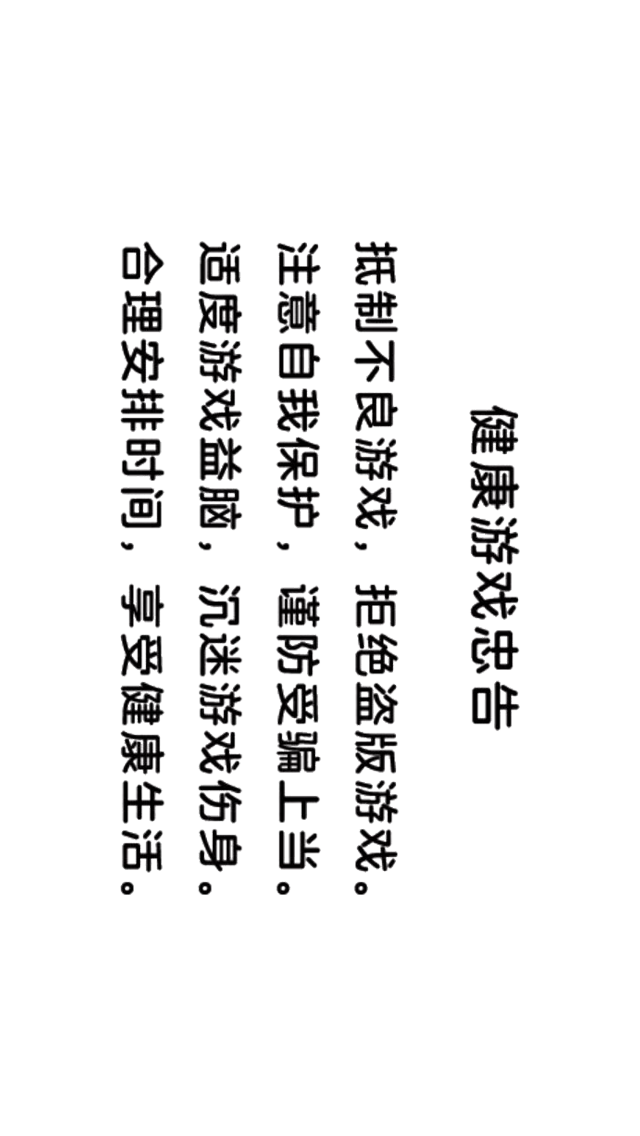 健康游戏忠告
抵制不良游戏，拒绝盗版游戏。
注意自我保护，谨防受骗上当。
适度游戏益脑，沉迷游戏伤身。
合理安排时间，享受健康生活。